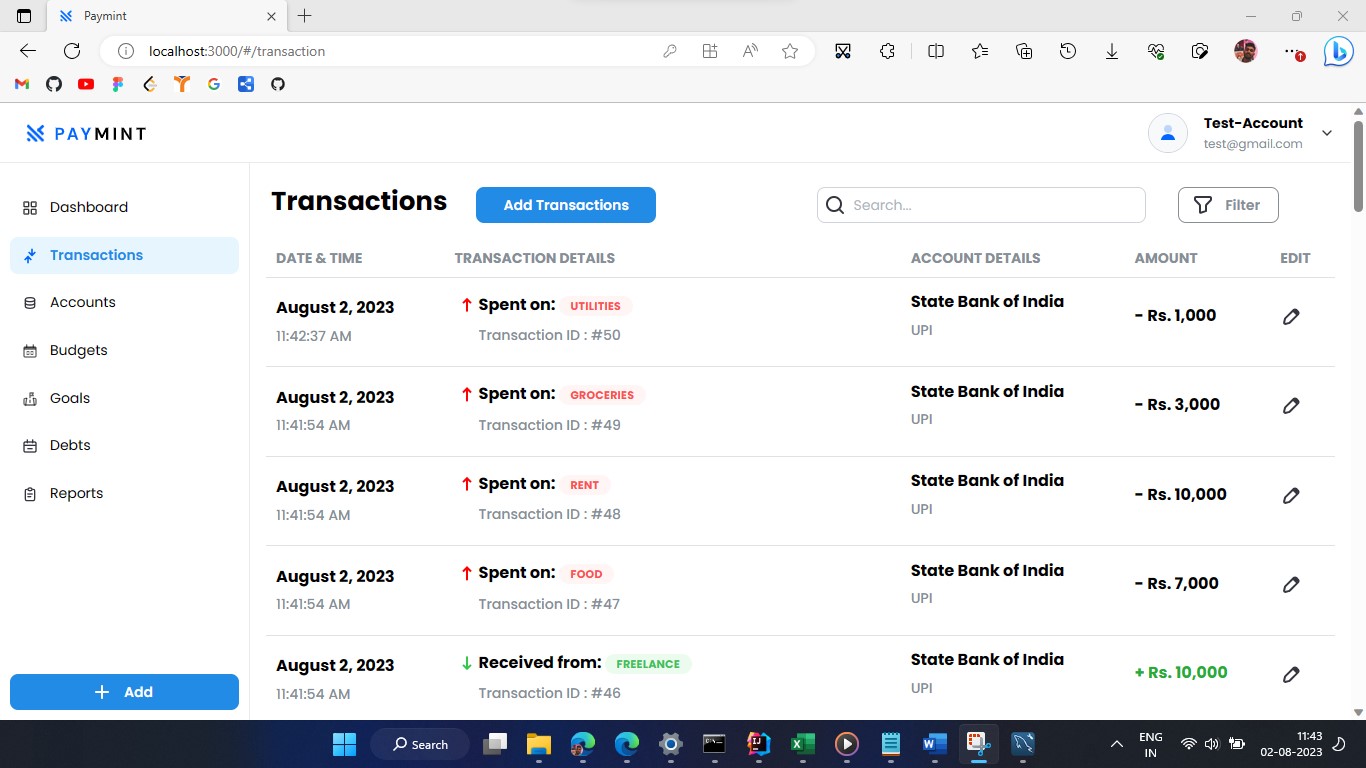 Paymint
localhost:3000/#/transaction
PAYMINT
Test-Account
test@gmail.com
Dashboard
Transactions
Accounts
Budgets
Goals
Debts
Reports
Add
Transactions
Add Transactions
Search...
Filter
DATE & TIME TRANSACTION DETAILS ACCOUNT DETAILS AMOUNT EDIT
August 2, 2023 Spent on: UTILITIES State Bank of India - Rs. 1,000
11:42:37 AM Transaction ID : #50 UPI
August 2, 2023 Spent on: GROCERIES State Bank of India - Rs. 3,000
11:41:54 AM Transaction ID : #49 UPI
August 2, 2023 Spent on: RENT State Bank of India - Rs. 10,000
11:41:54 AM Transaction ID : #48 UPI
August 2, 2023 Spent on: FOOD State Bank of India - Rs. 7,000
11:41:54 AM Transaction ID : #47 UPI
August 2, 2023 Received from: FREELANCE State Bank of India + Rs. 10,000
11:41:54 AM Transaction ID : #46 UPI
Search
ENG
IN
11:43
02-08-2023